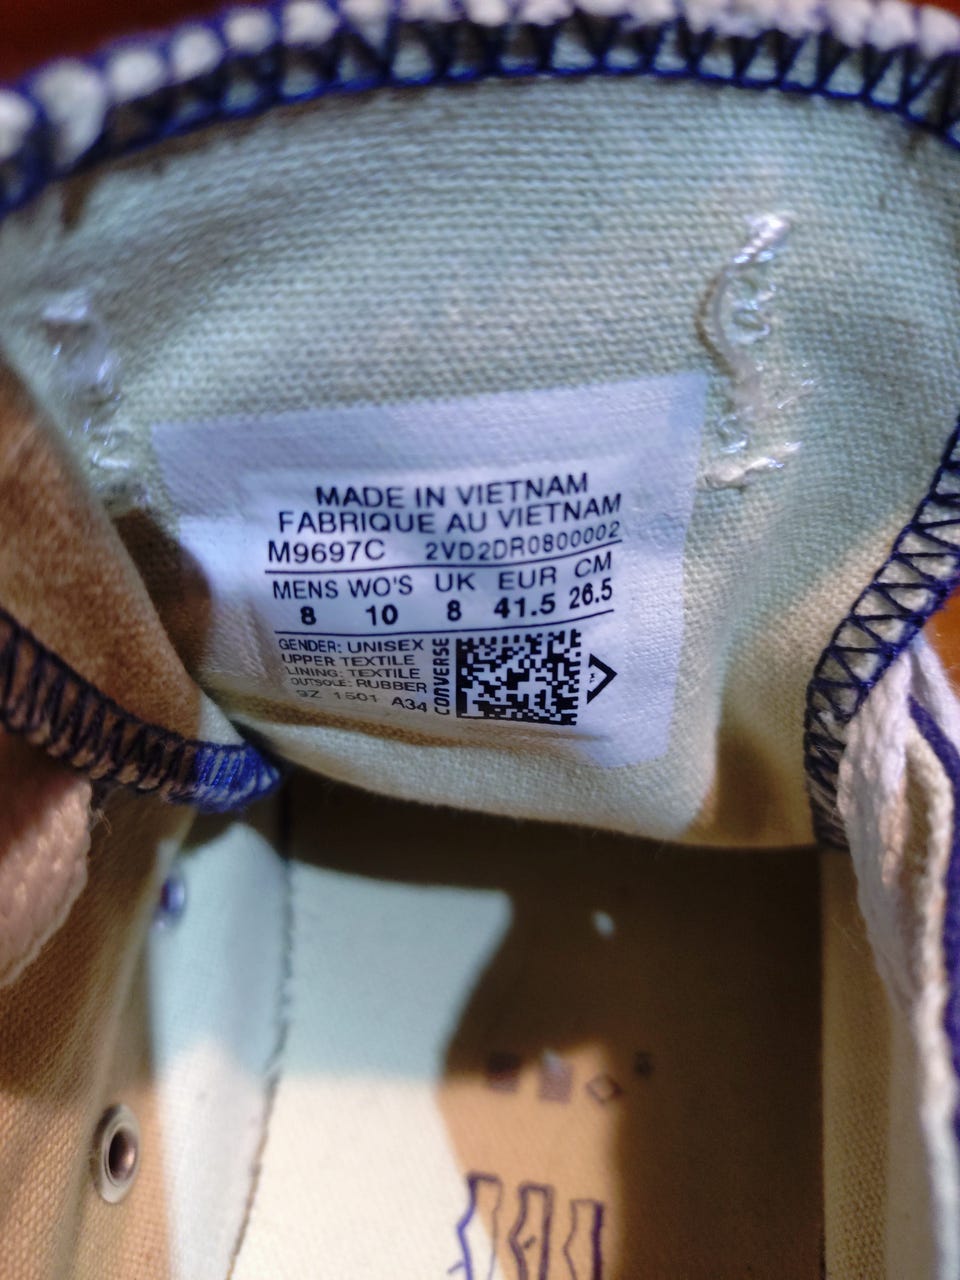 MADE IN VIETNAM
FABRIQUE AU VIETNAM
M9697C 2VD2DR0800002
MENS WO'S UK EUR CM
8 10 8 41.5 26.5
GENDER: UNISEX
UPPER TEXTILE
LINING: TEXTILE
OUTSOLE: RUBBER
9Z 1501 A34
CONVERSE